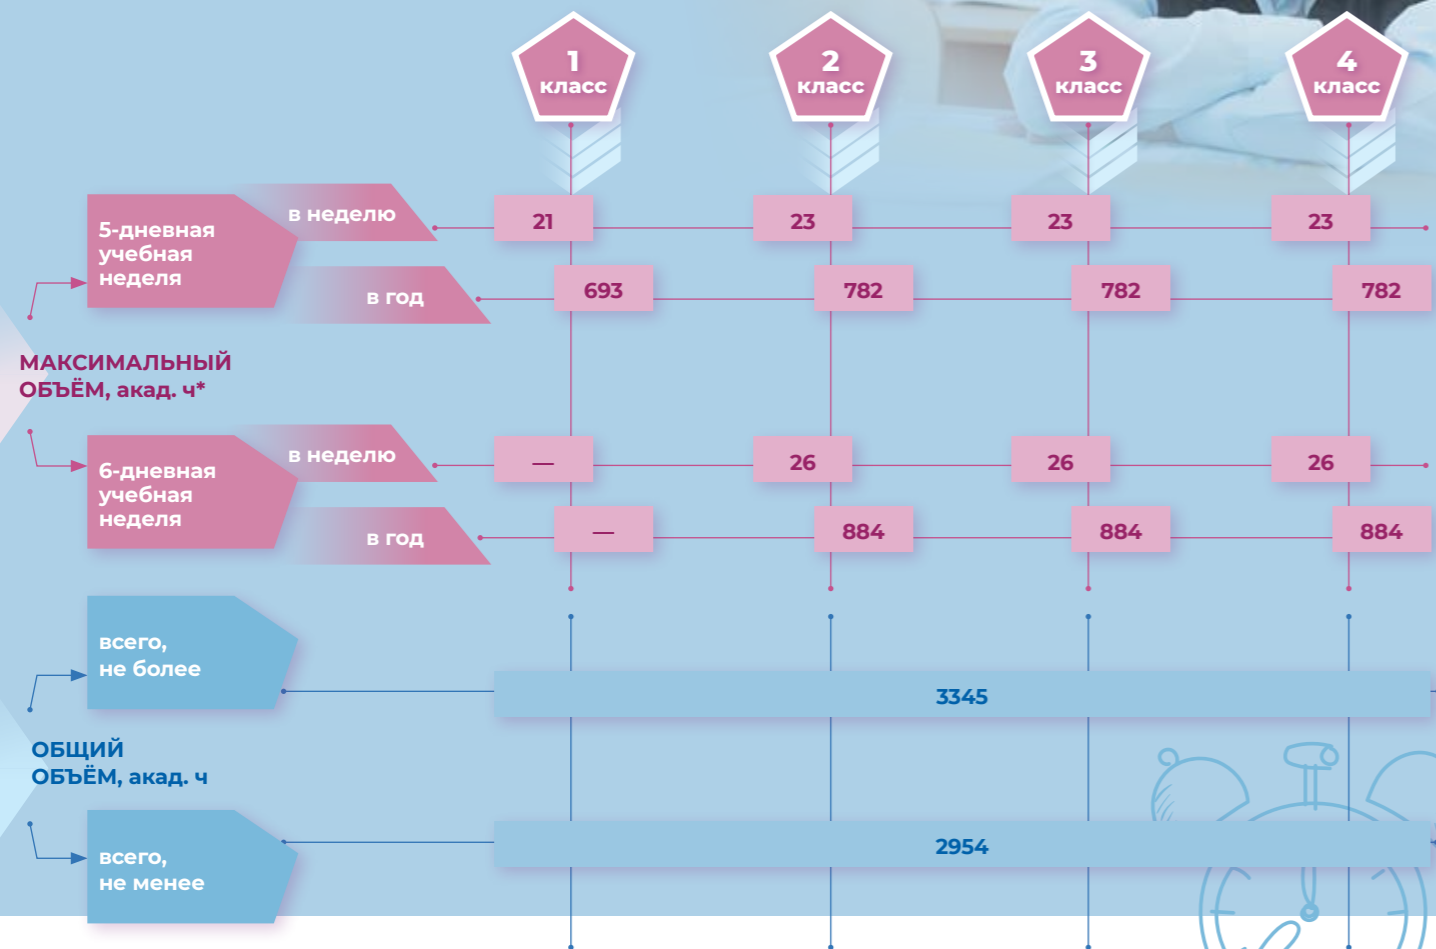 1
класс
2
класс
3
класс
4
класс
5-дневная
учебная
неделя
в неделю
21
23
23
23
в год
693
782
782
782
МАКСИМАЛЬНЫЙ
ОБЪЁМ, акад. ч*
6-дневная
учебная
неделя
в неделю
—
26
26
26
в год
—
884
884
884
всего,
не более
3345
ОБЩИЙ
ОБЪЁМ, акад. ч
всего,
не менее
2954